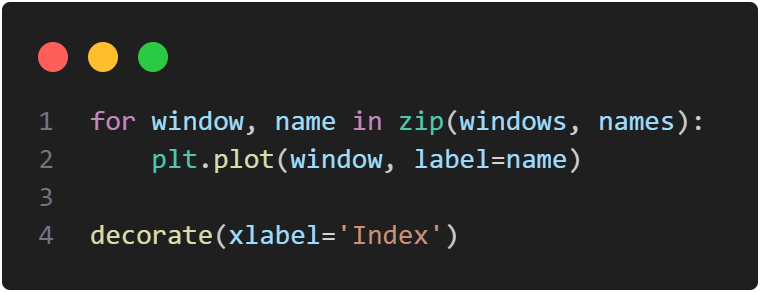 1 for window, name in zip(windows, names):
2     plt.plot(window, label=name)
3
4 decorate(xlabel='Index')